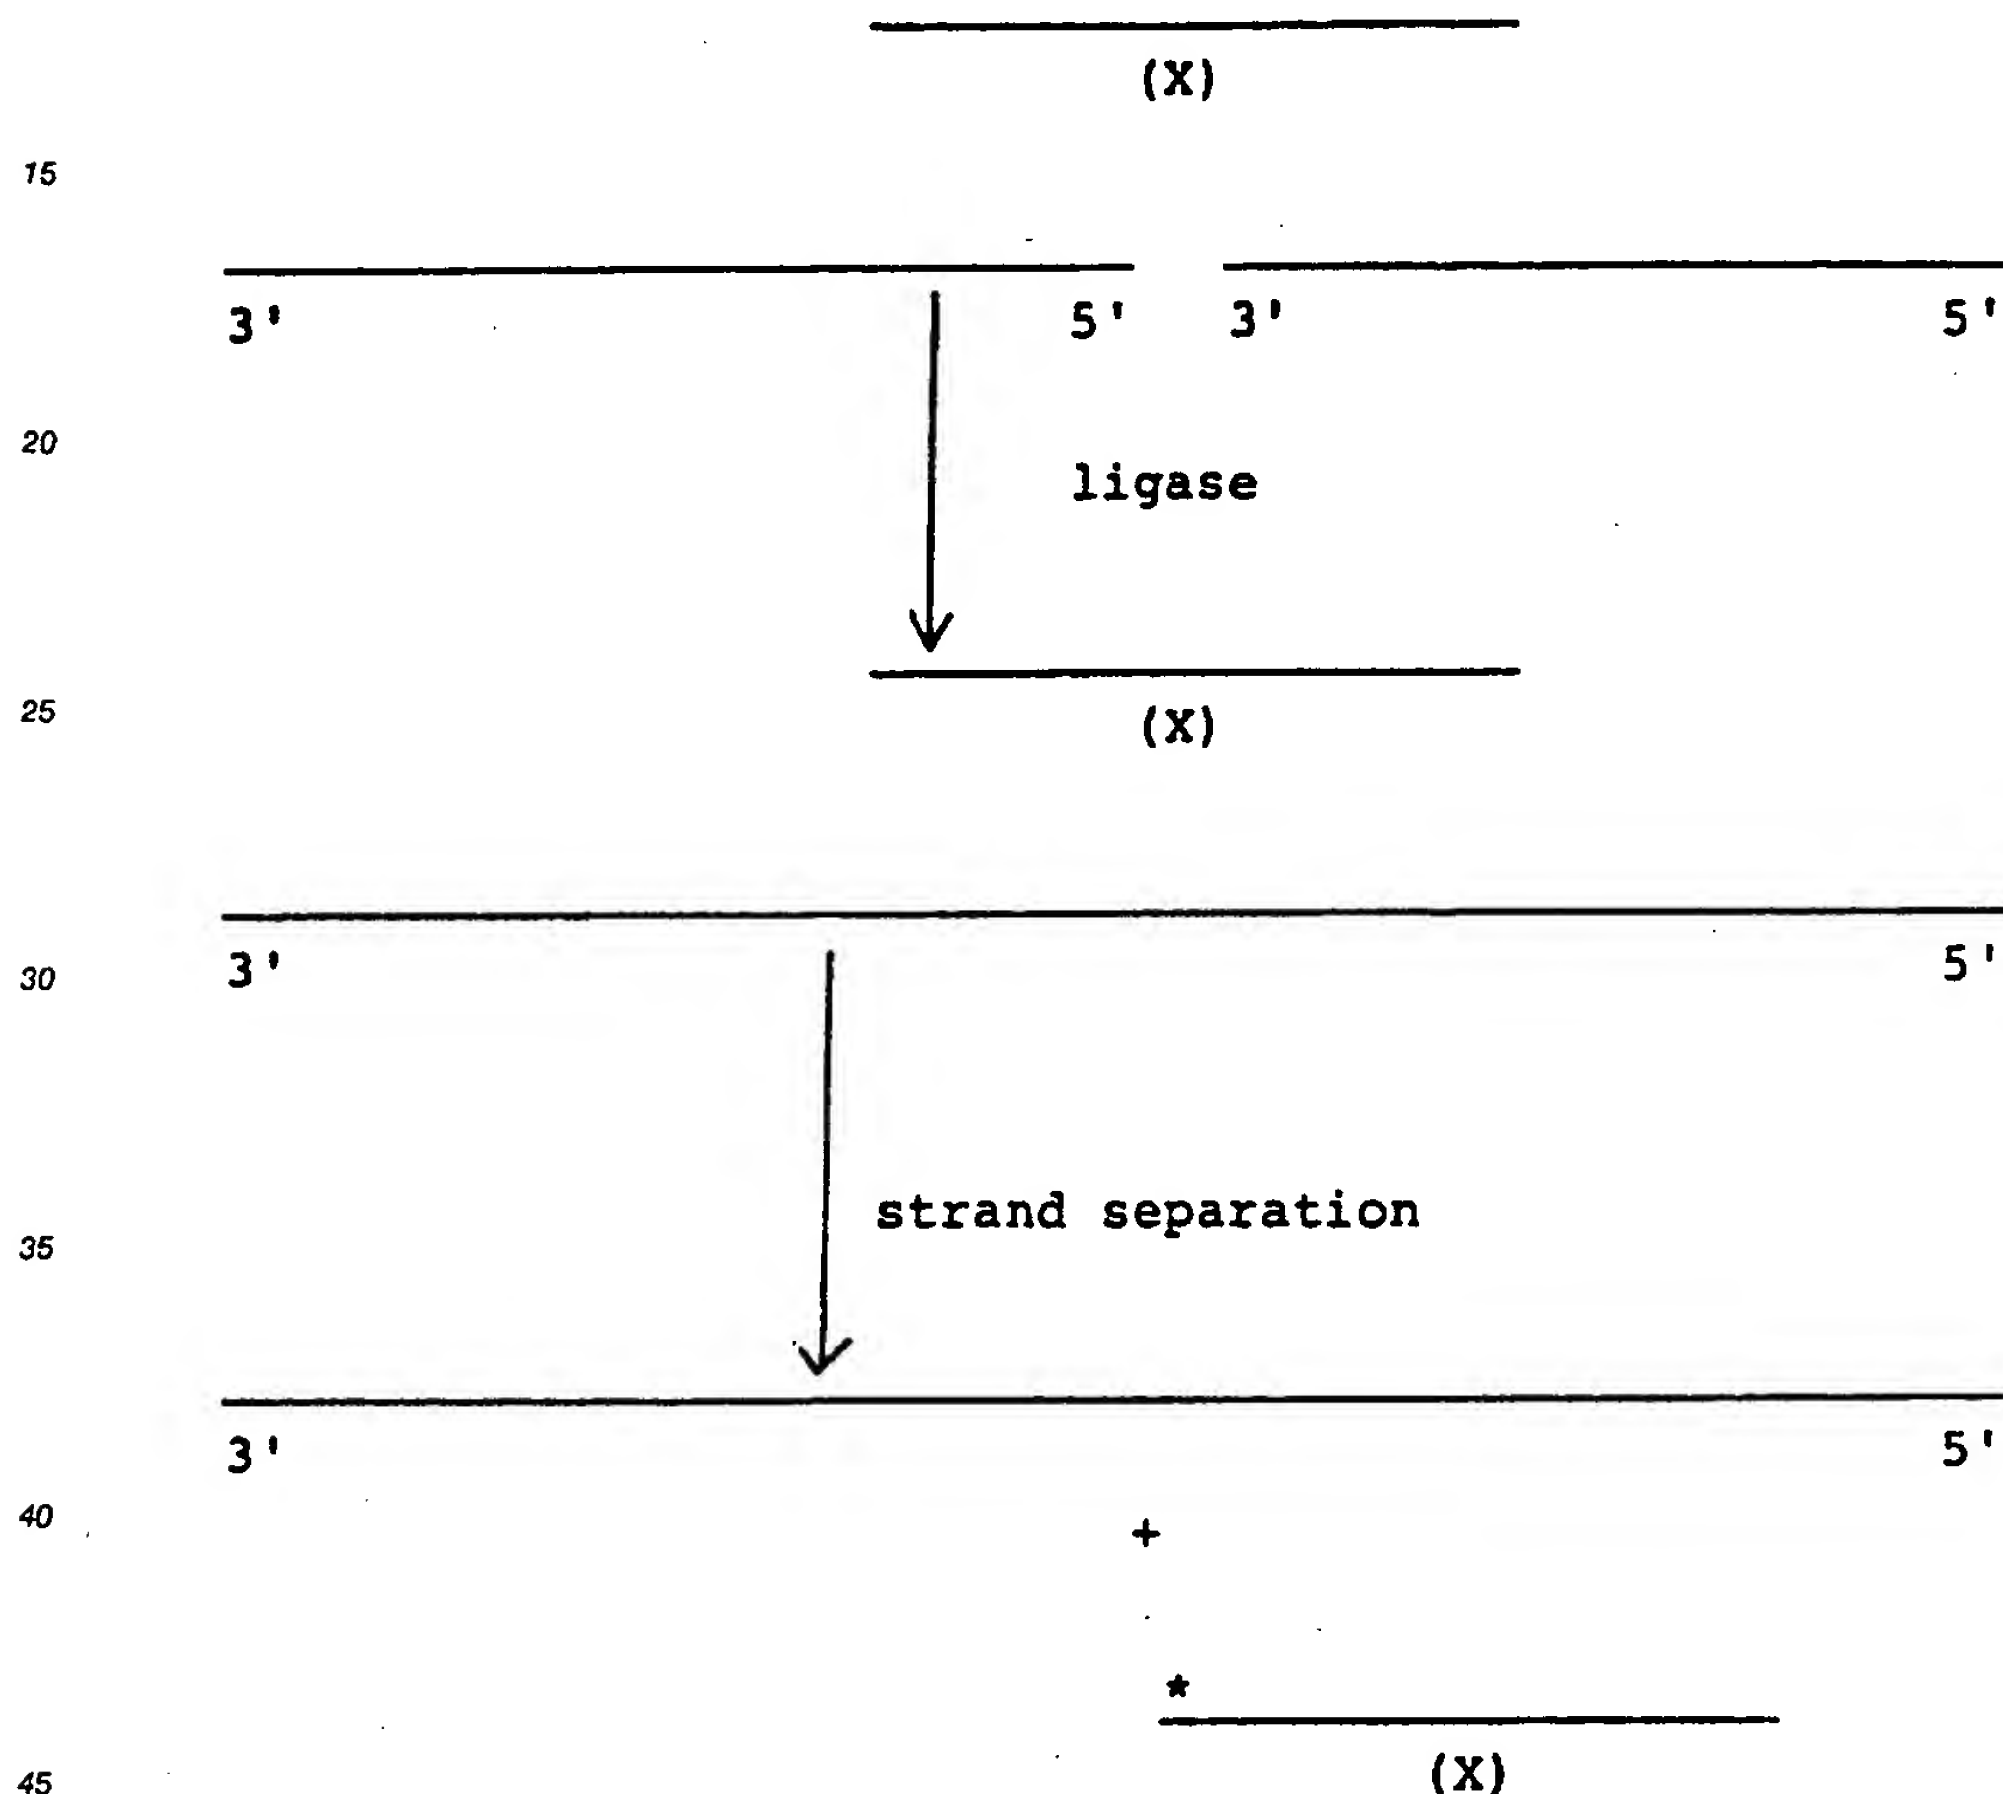 (X)
15
3' 5' 3' 5'
20
ligase
25
(X)
3' 5'
30
strand separation
35
3' 5'
40
+
*
(X)
45